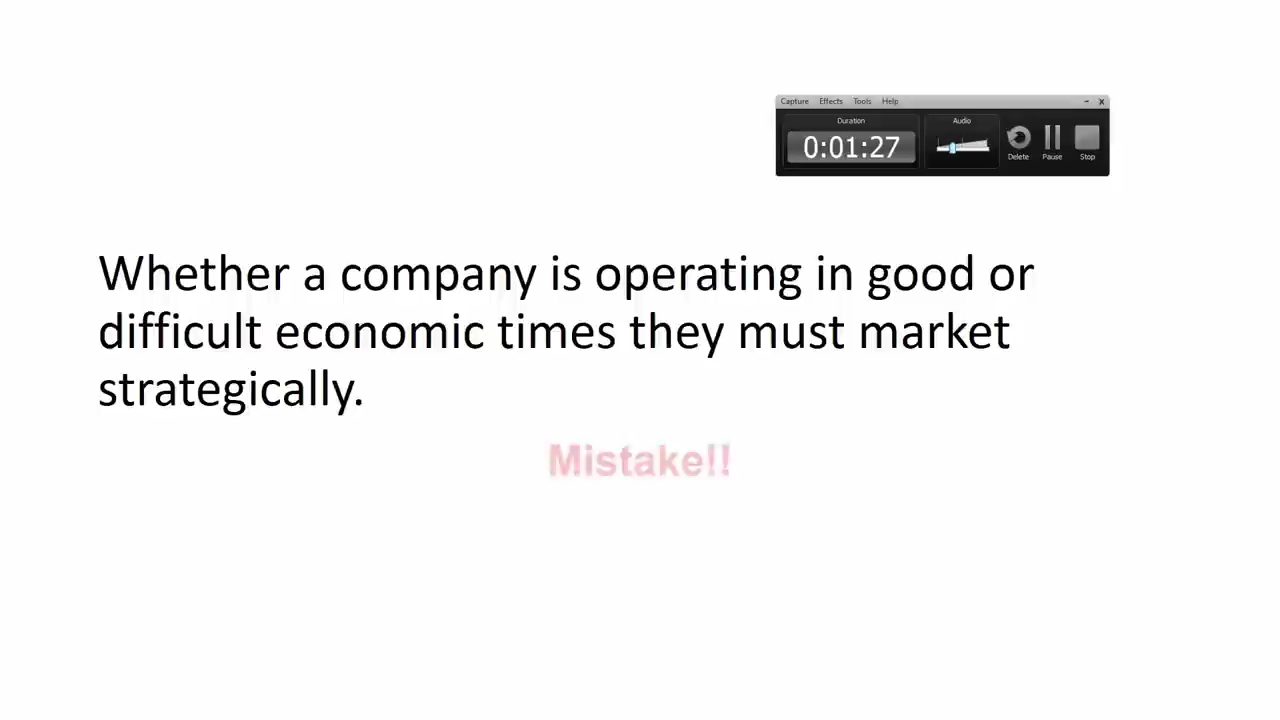 Capture Effects Tools Help - x
Duration Audio
0:01:27
Delete Pause Stop
Whether a company is operating in good or
difficult economic times they must market
strategically.
Mistake!!